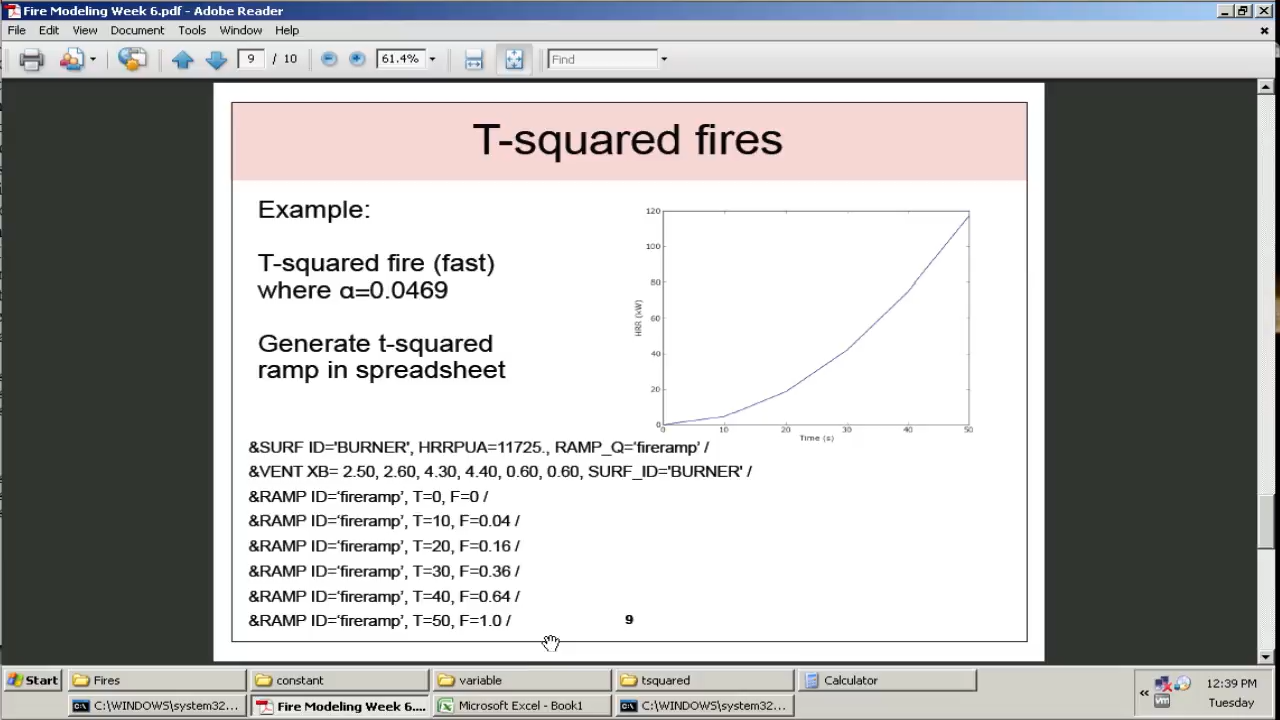 Fire Modeling Week 6.pdf - Adobe Reader
File Edit View Document Tools Window Help
9 / 10 61.4% Find
T-squared fires
Example:
T-squared fire (fast)
where α=0.0469
Generate t-squared
ramp in spreadsheet
120
100
80
60
40
20
0
HRR (kW)
0 10 20 30 40 50
Time (s)
&SURF ID='BURNER', HRRPUA=11725., RAMP_Q='fireramp' /
&VENT XB= 2.50, 2.60, 4.30, 4.40, 0.60, 0.60, SURF_ID='BURNER' /
&RAMP ID='fireramp', T=0, F=0 /
&RAMP ID='fireramp', T=10, F=0.04 /
&RAMP ID='fireramp', T=20, F=0.16 /
&RAMP ID='fireramp', T=30, F=0.36 /
&RAMP ID='fireramp', T=40, F=0.64 /
&RAMP ID='fireramp', T=50, F=1.0 /
9
Start Fires constant variable tsquared Calculator
C:\WINDOWS\system32... Fire Modeling Week 6.... Microsoft Excel - Book1 C:\WINDOWS\system32...
12:39 PM
Tuesday